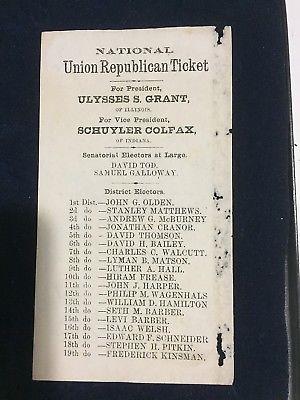 NATIONAL
Union Republican Ticket
For President,
ULYSSES S. GRANT,
OF ILLINOIS.
For Vice President,
SCHUYLER COLFAX,
OF INDIANA.
Senatorial Electors at Large.
DAVID TOD.
SAMUEL GALLOWAY.
District Electors.
1st Dist.—JOHN G. OLDEN.
2d do —STANLEY MATTHEWS.
3d do —ANDREW G. McBURNEY
4th do —JONATHAN CRANOR.
5th do —DAVID THOMSON.
6th do —DAVID H. BAILEY.
7th do —CHARLES C. WALCUTT.
8th do —LYMAN B. MATSON.
9th do —LUTHER A. HALL.
10th do —HIRAM FREASE.
11th do —JOHN J. HARPER.
12th do —PHILIP M. WAGENHALS
13th do —WILLIAM D. HAMILTON
14th do —SETH M. BARBER.
15th do —LEVI BARBER.
16th do —ISAAC WELSH.
17th do —EDWARD F. SCHNEIDER
18th do —STEPHEN H. PITKIN.
19th do —FREDERICK KINSMAN.